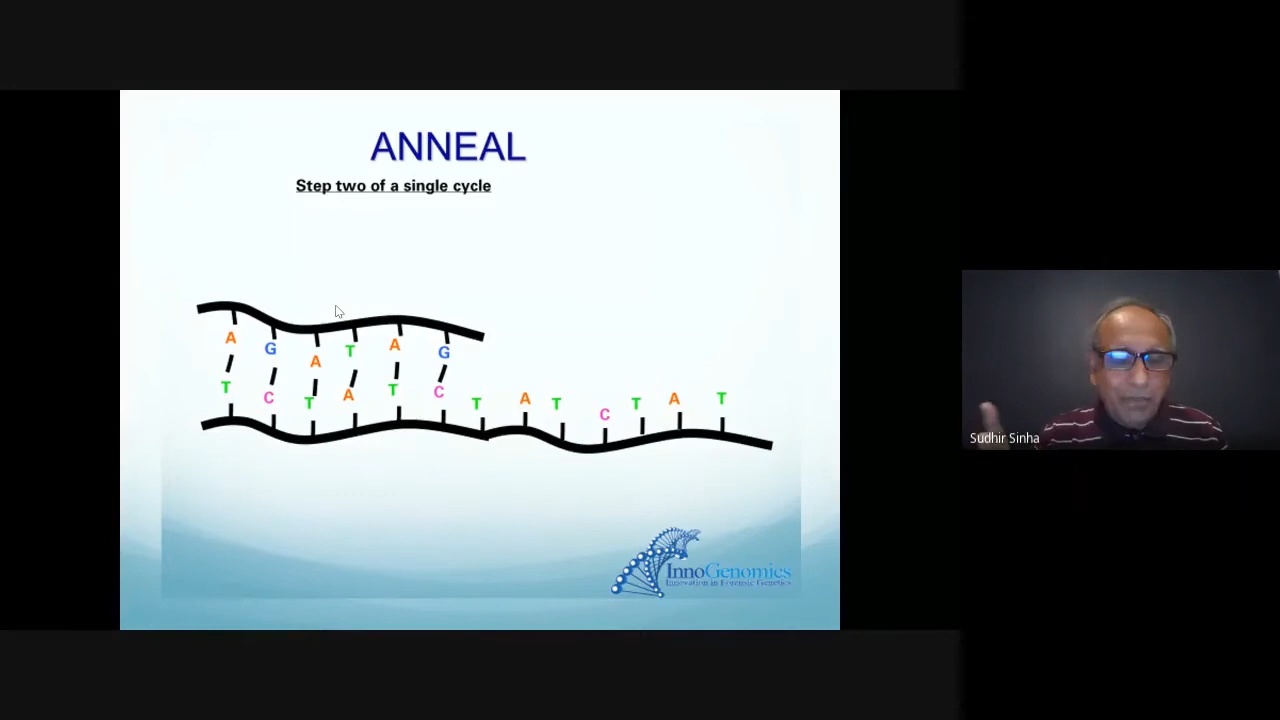 ANNEAL
Step two of a single cycle
A G A T A G
T C T A T C T A T C T A T
InnoGenomics
Innovation in Forensic Genetics
Sudhir Sinha